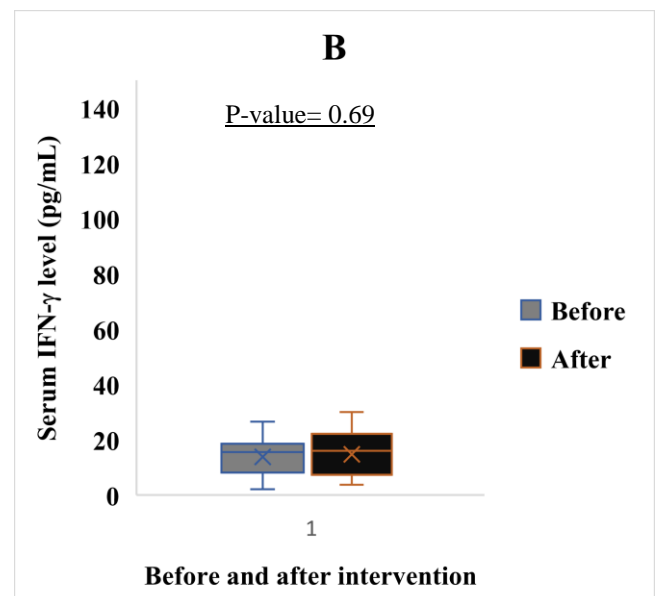 B
P-value= 0.69
Serum IFN-γ level (pg/mL)
140
120
100
80
60
40
20
0
1
Before
After
Before and after intervention